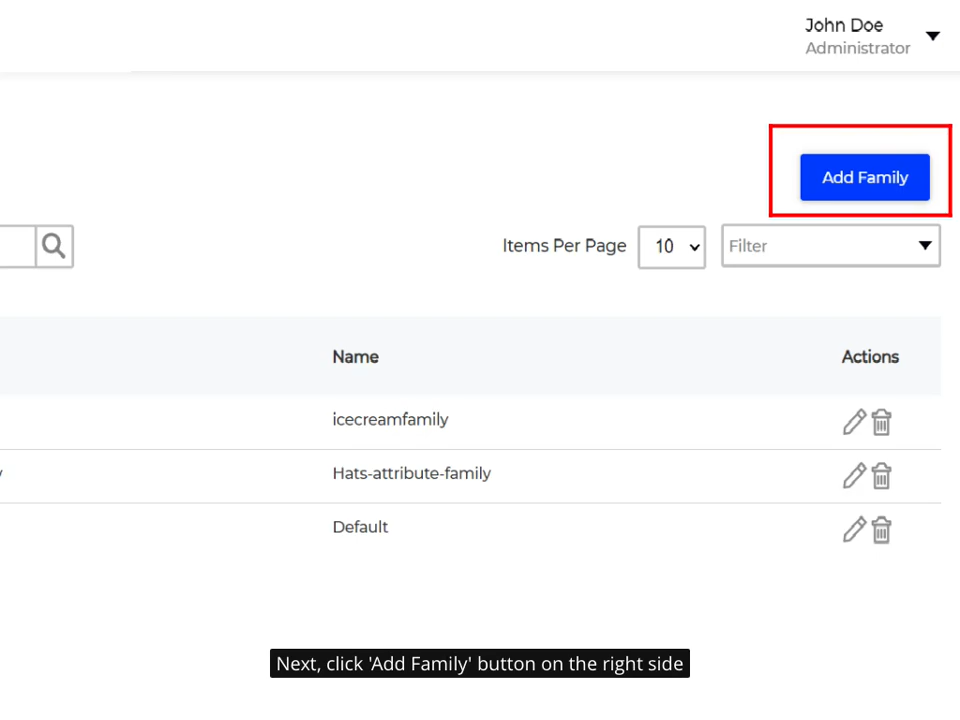 John Doe
Administrator
Add Family
Items Per Page 10 Filter
Name Actions
icecreamfamily
Hats-attribute-family
Default
Next, click 'Add Family' button on the right side